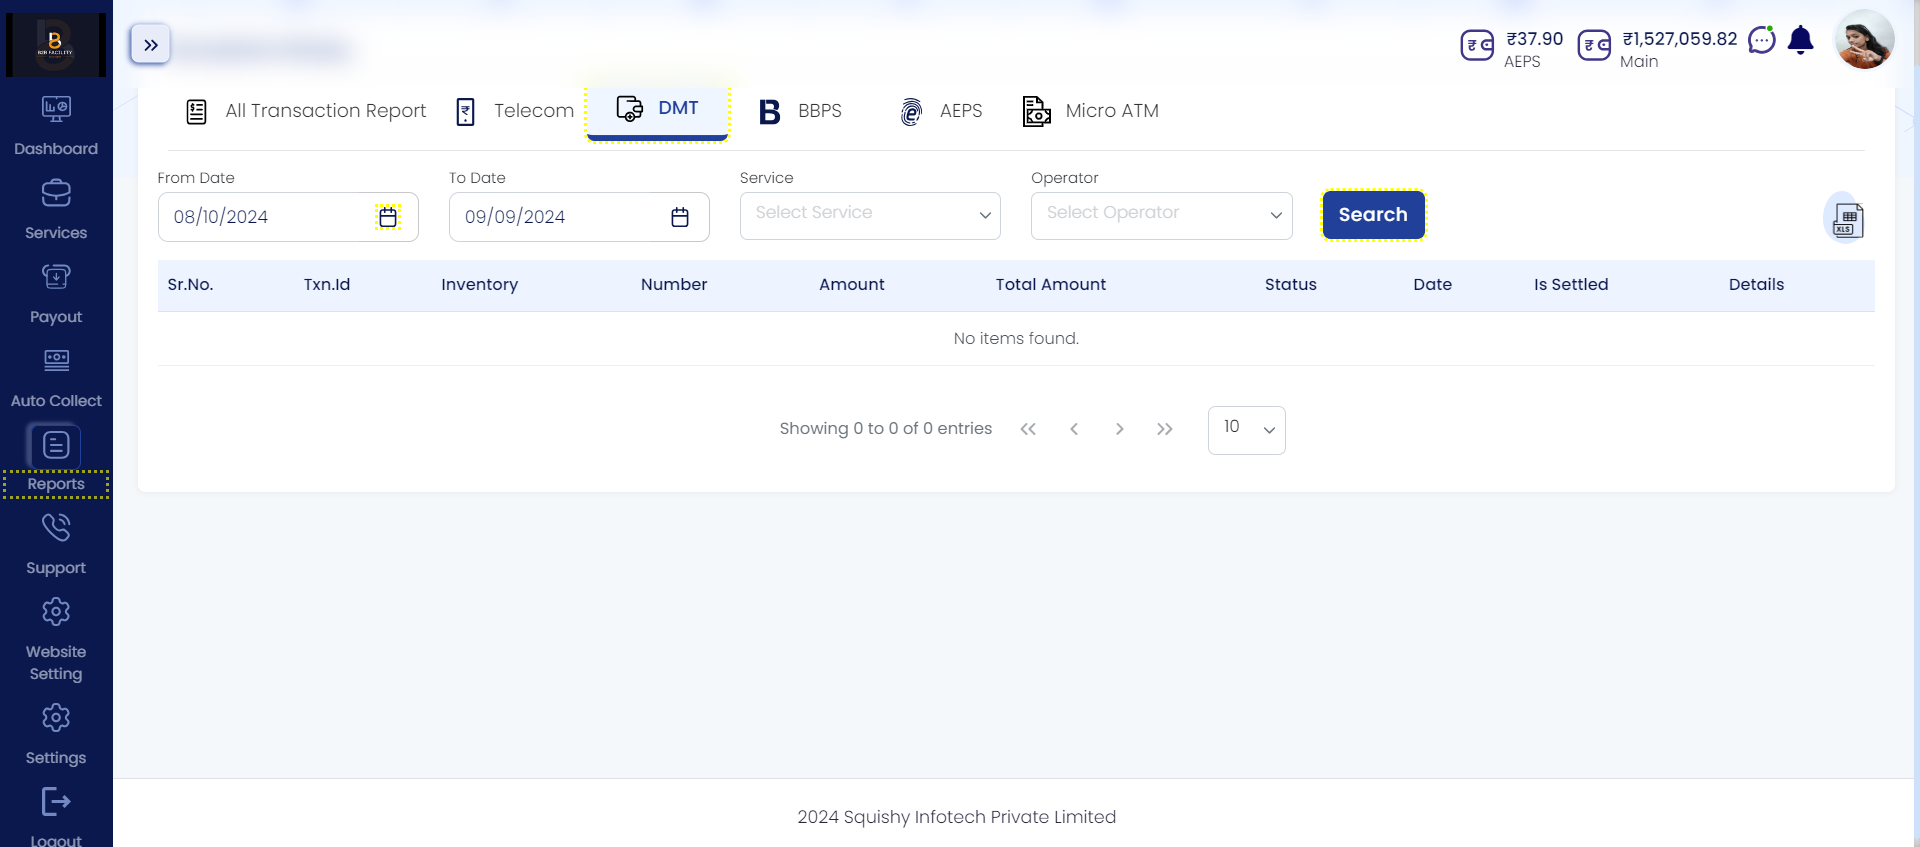 B2B FACILITY
₹37.90
AEPS
₹1,527,059.82
Main
Dashboard
Services
Payout
Auto Collect
Reports
Support
Website
Setting
Settings
Logout
All Transaction Report
Telecom
DMT
BBPS
AEPS
Micro ATM
From Date
To Date
Service
Operator
08/10/2024
09/09/2024
Select Service
Select Operator
Search
XLS
Sr.No. Txn.Id Inventory Number Amount Total Amount Status Date Is Settled Details
No items found.
Showing 0 to 0 of 0 entries
10
2024 Squishy Infotech Private Limited